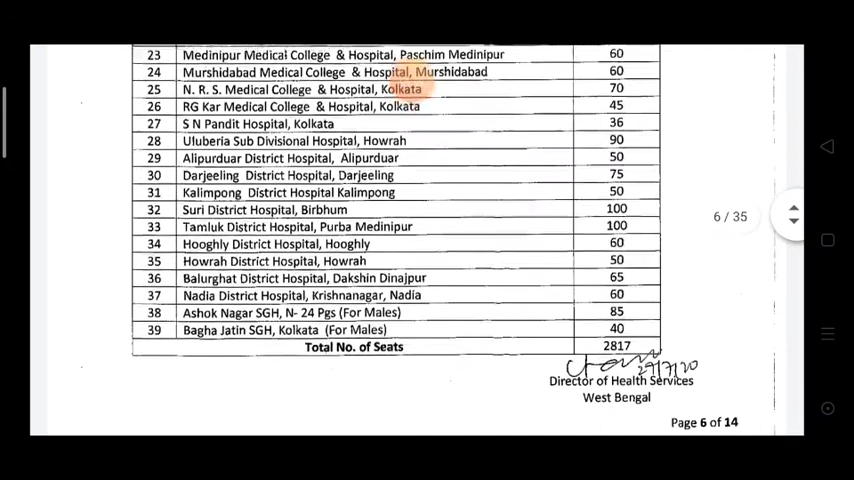 23 Medinipur Medical College & Hospital, Paschim Medinipur 60
24 Murshidabad Medical College & Hospital, Murshidabad 60
25 N. R. S. Medical College & Hospital, Kolkata 70
26 RG Kar Medical College & Hospital, Kolkata 45
27 S N Pandit Hospital, Kolkata 36
28 Uluberia Sub Divisional Hospital, Howrah 90
29 Alipurduar District Hospital, Alipurduar 50
30 Darjeeling District Hospital, Darjeeling 75
31 Kalimpong District Hospital Kalimpong 50
32 Suri District Hospital, Birbhum 100
33 Tamluk District Hospital, Purba Medinipur 100
34 Hooghly District Hospital, Hooghly 60
35 Howrah District Hospital, Howrah 50
36 Balurghat District Hospital, Dakshin Dinajpur 65
37 Nadia District Hospital, Krishnanagar, Nadia 60
38 Ashok Nagar SGH, N- 24 Pgs (For Males) 85
39 Bagha Jatin SGH, Kolkata (For Males) 40
Total No. of Seats 2817
29/7/20
Director of Health Services
West Bengal
Page 6 of 14
6 / 35